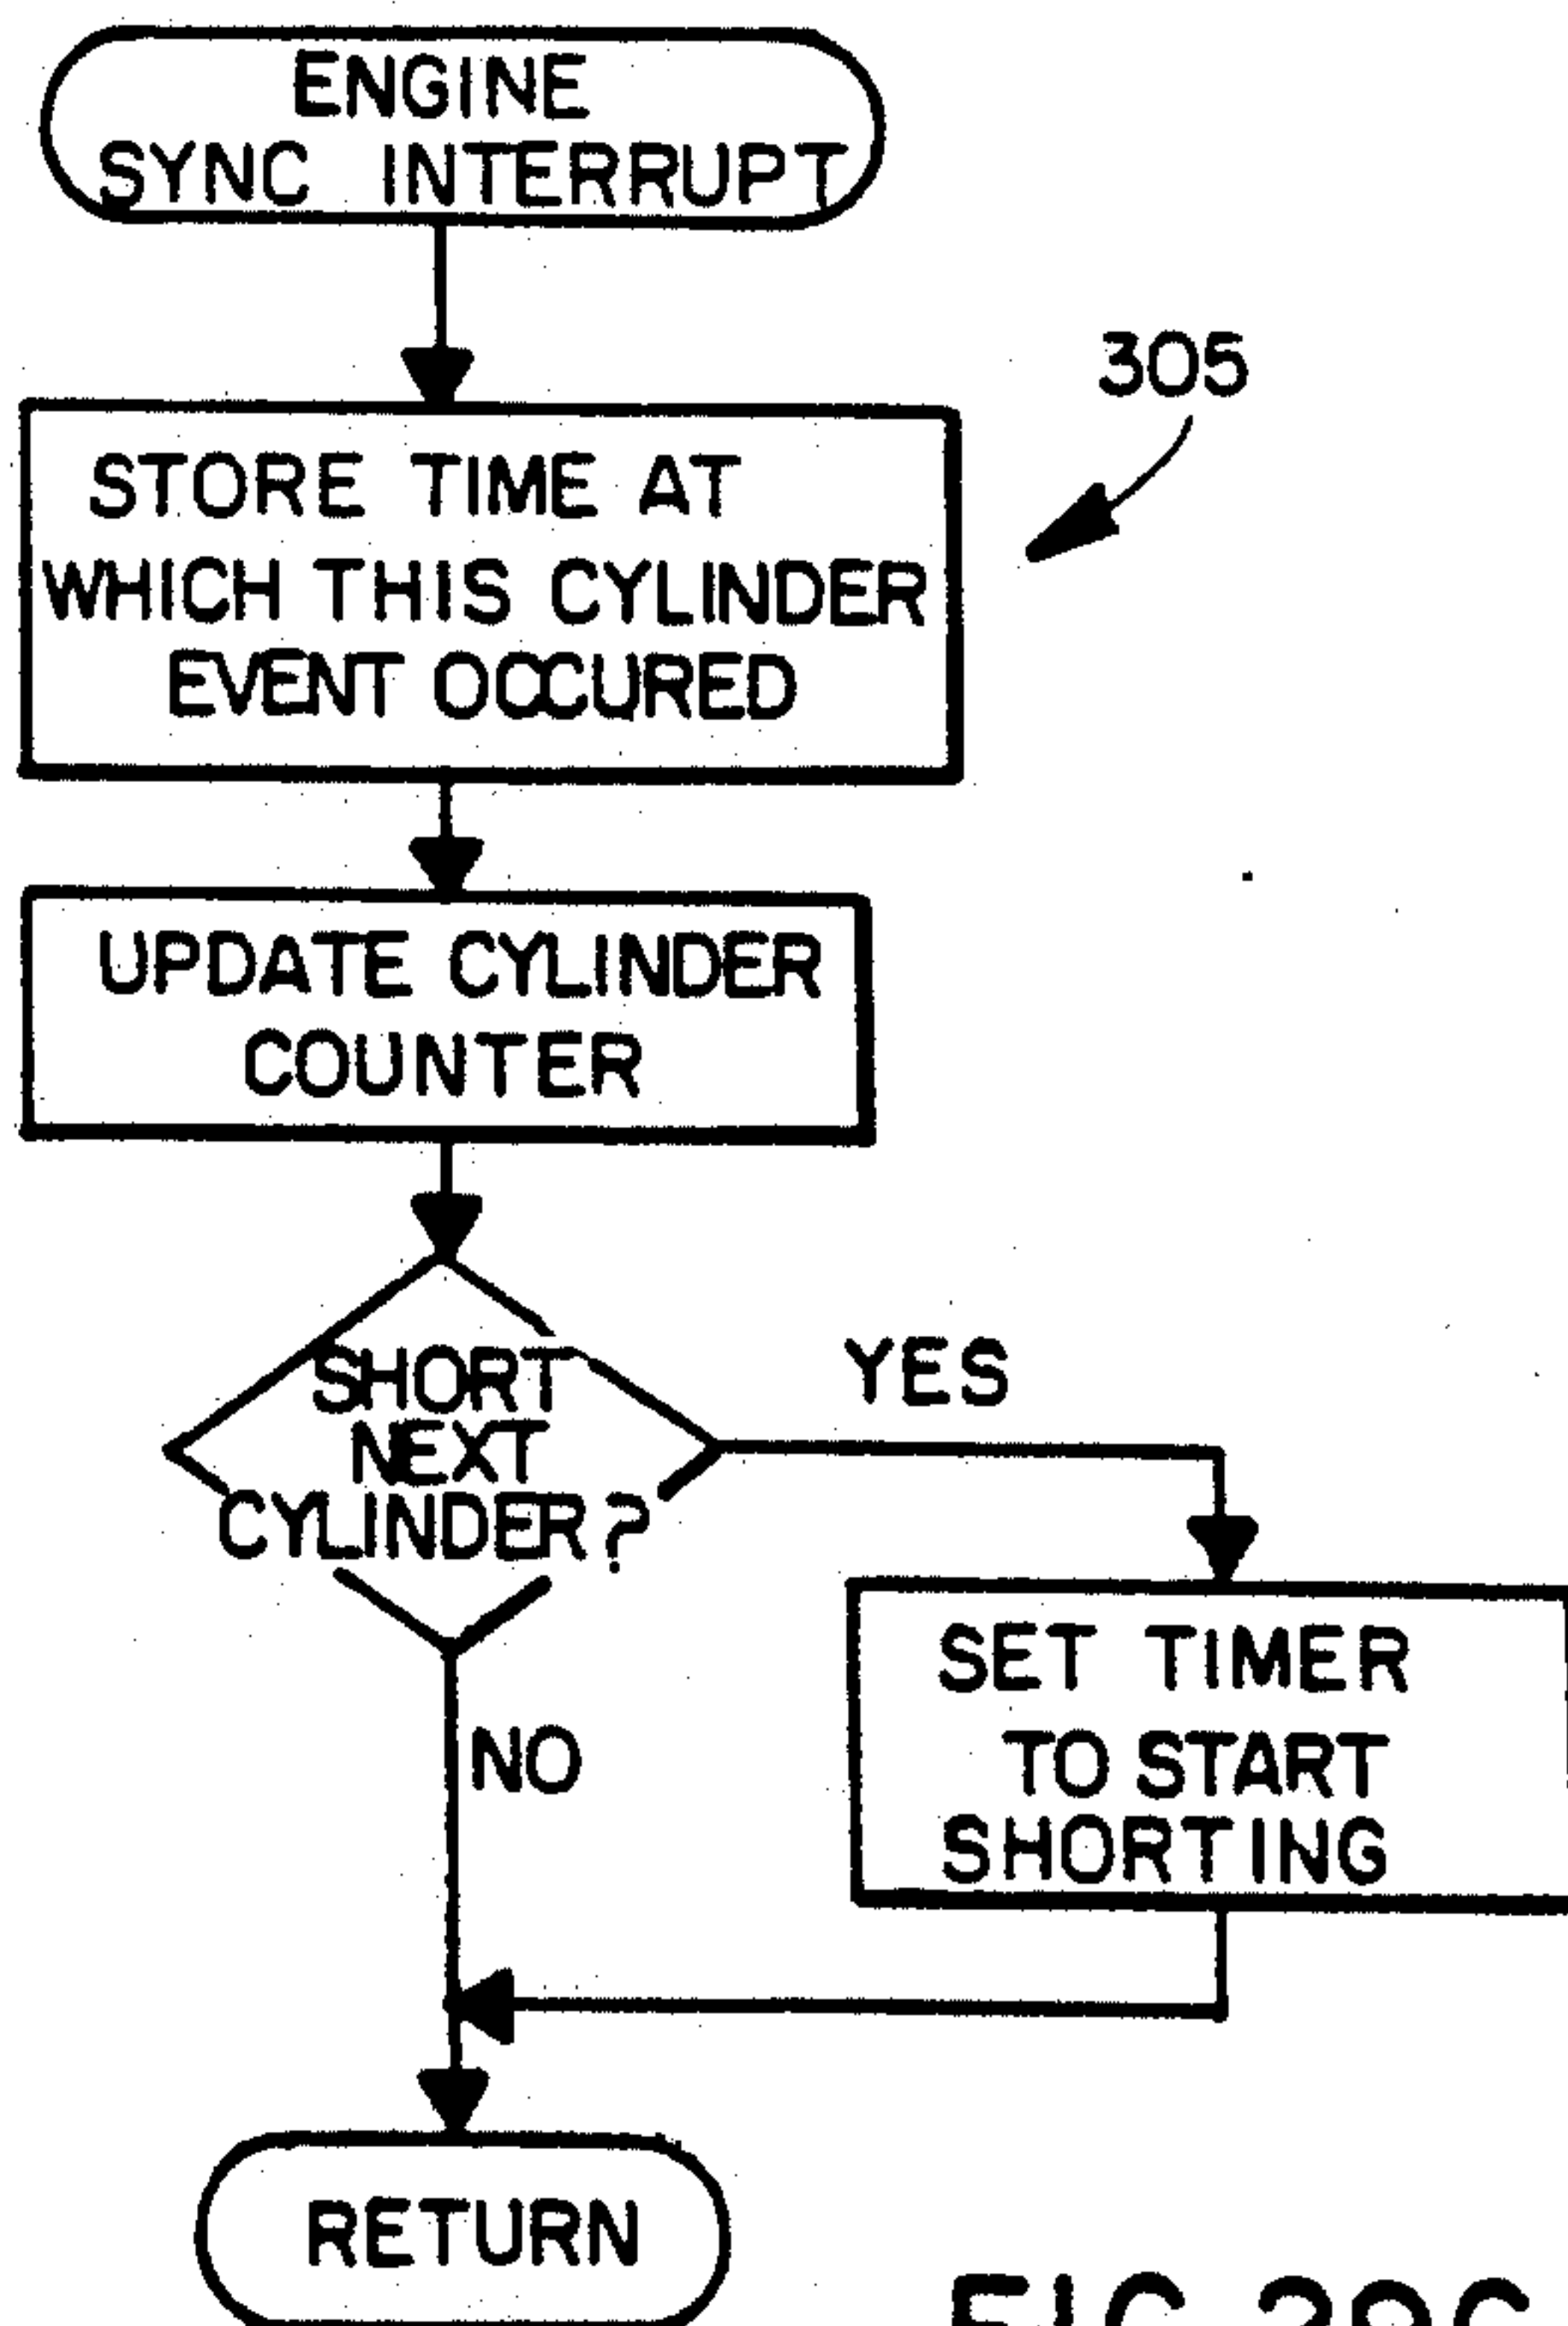 ENGINE
SYNC INTERRUPT
305
STORE TIME AT
WHICH THIS CYLINDER
EVENT OCCURED
UPDATE CYLINDER
COUNTER
SHORT
NEXT
CYLINDER?
YES
NO
SET TIMER
TO START
SHORTING
RETURN